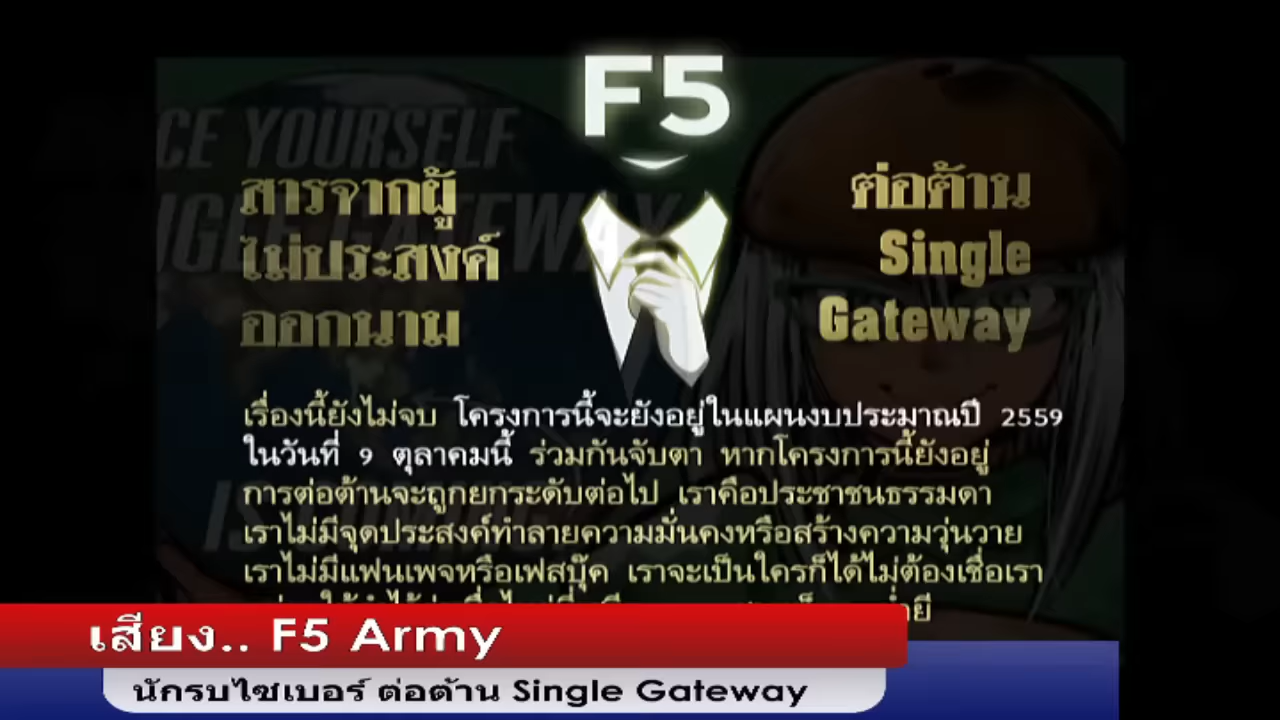 F5
CE YOURSELF
สารจากผู้
ไม่ประสงค์
ออกนาม
ต่อต้าน
Single
Gateway
เรื่องนี้ยังไม่จบ โครงการนี้จะยังอยู่ในแผนงบประมาณปี 2559
ในวันที่ 9 ตุลาคมนี้ ร่วมกันจับตา หากโครงการนี้ยังอยู่
การต่อต้านจะถูกยกระดับต่อไป เราคือประชาชนธรรมดา
เราไม่มีจุดประสงค์ทำลายความมั่นคงหรือสร้างความวุ่นวาย
เราไม่มีแฟนเพจหรือเฟสบุ๊ค เราจะเป็นใครก็ได้ไม่ต้องเชื่อเรา
เสียง.. F5 Army
นักรบไซเบอร์ ต่อต้าน Single Gateway